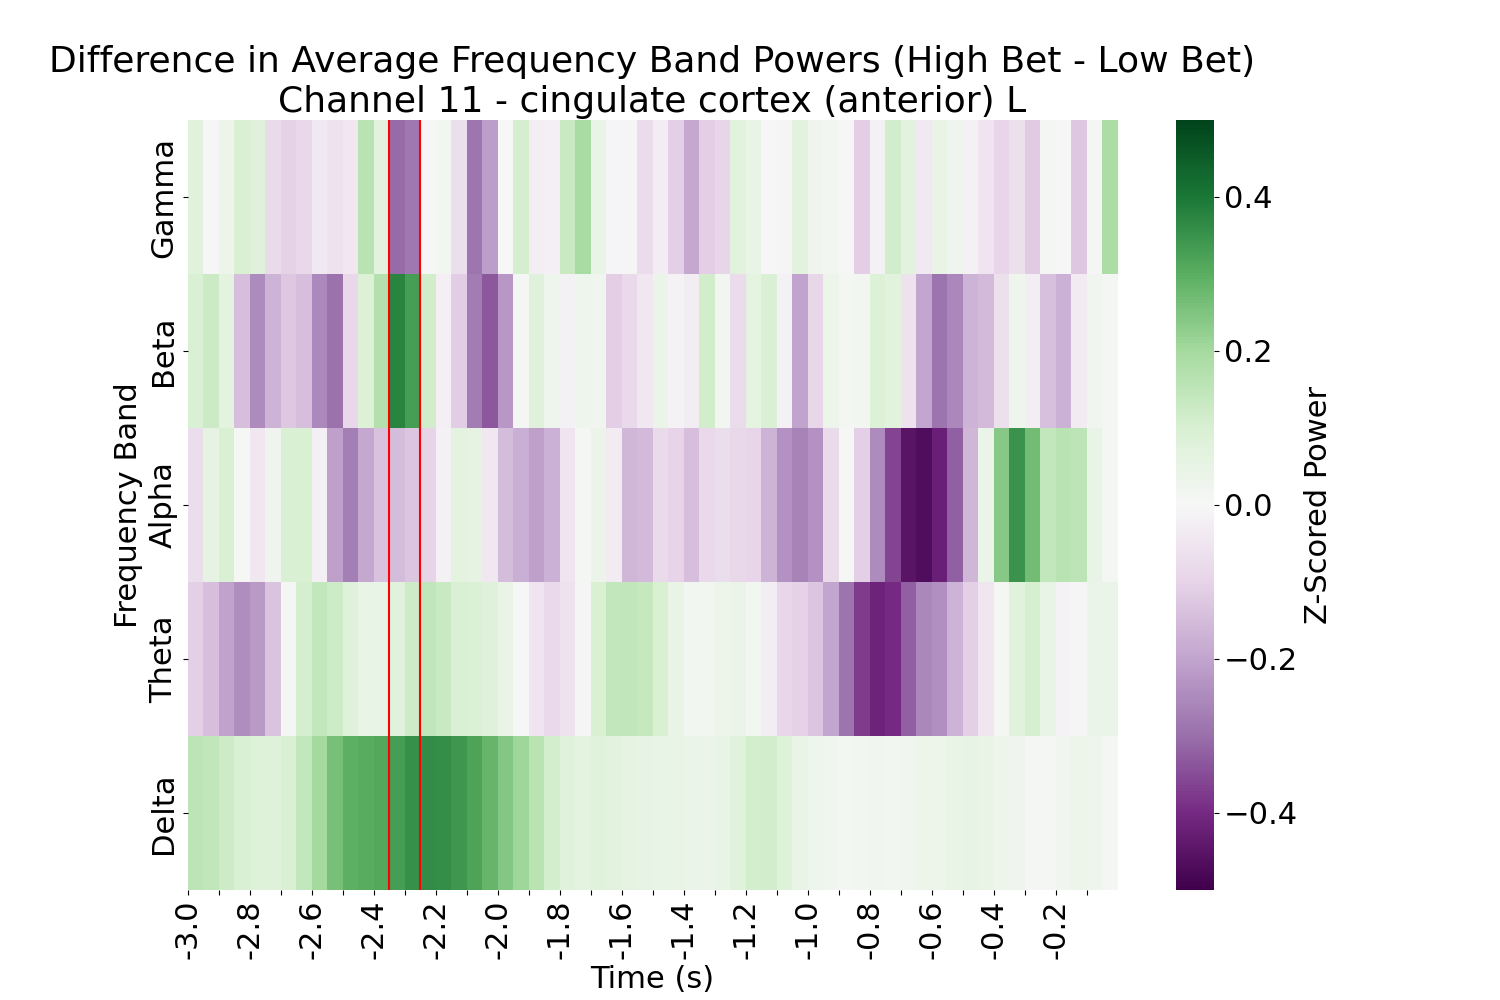 Difference in Average Frequency Band Powers (High Bet - Low Bet)
Channel 11 - cingulate cortex (anterior) L
Frequency Band
Gamma
Beta
Alpha
Theta
Delta
-3.0
-2.8
-2.6
-2.4
-2.2
-2.0
-1.8
-1.6
-1.4
-1.2
-1.0
-0.8
-0.6
-0.4
-0.2
Time (s)
0.4
0.2
0.0
−0.2
−0.4
Z-Scored Power